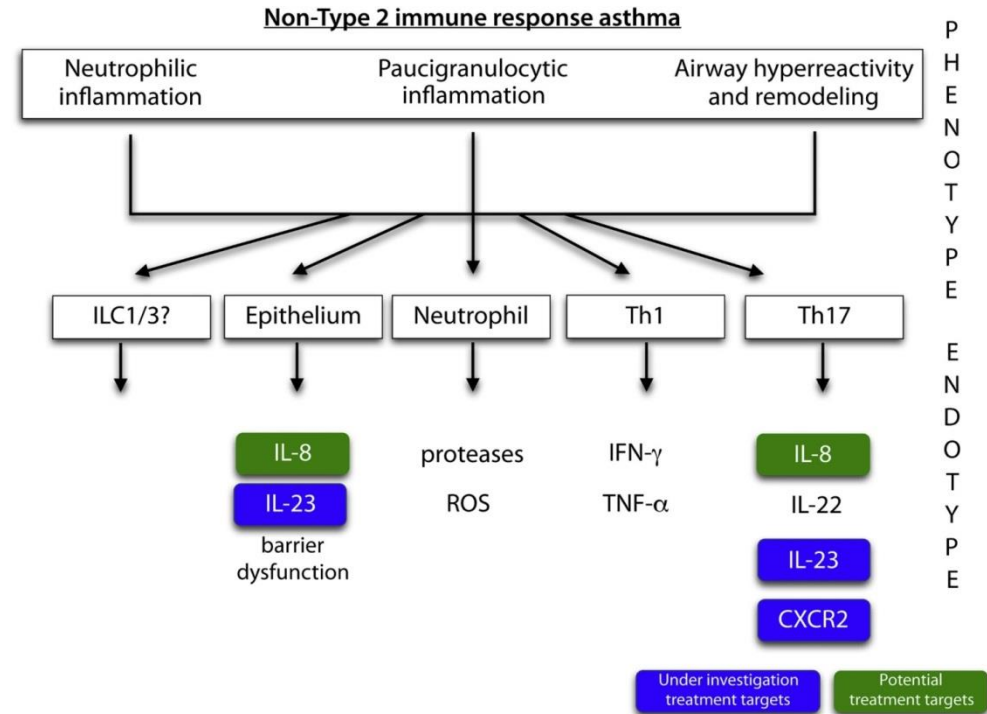 Non-Type 2 immune response asthma
Neutrophilic
inflammation
Paucigranulocytic
inflammation
Airway hyperreactivity
and remodeling
ILC1/3?
Epithelium
Neutrophil
Th1
Th17
IL-8
IL-23
barrier
dysfunction
proteases
ROS
IFN-γ
TNF-α
IL-8
IL-22
IL-23
CXCR2
PHENOTYPE
ENDOTYPE
Under investigation
treatment targets
Potential
treatment targets